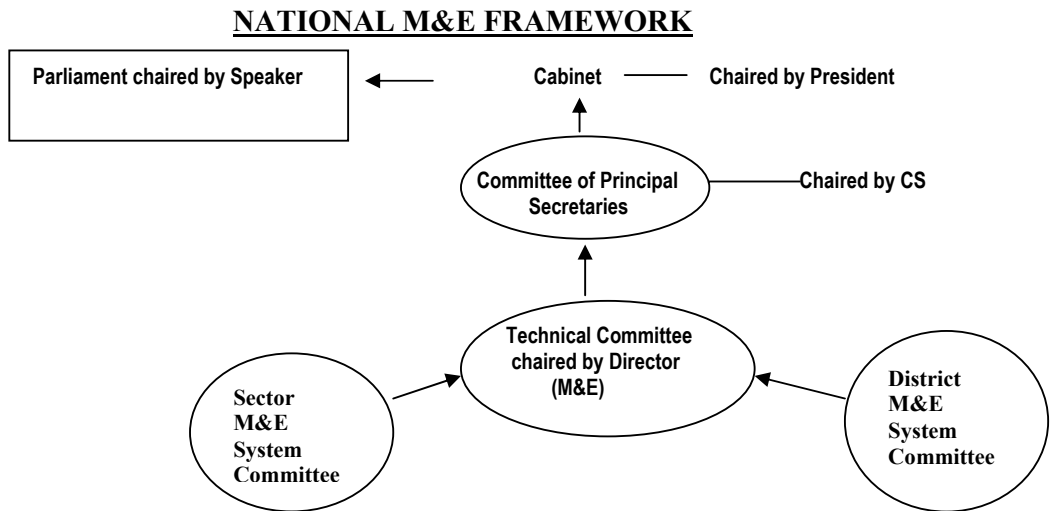 NATIONAL M&E FRAMEWORK
Parliament chaired by Speaker
Cabinet
Chaired by President
Committee of Principal
Secretaries
Chaired by CS
Technical Committee
chaired by Director
(M&E)
Sector
M&E
System
Committee
District
M&E
System
Committee